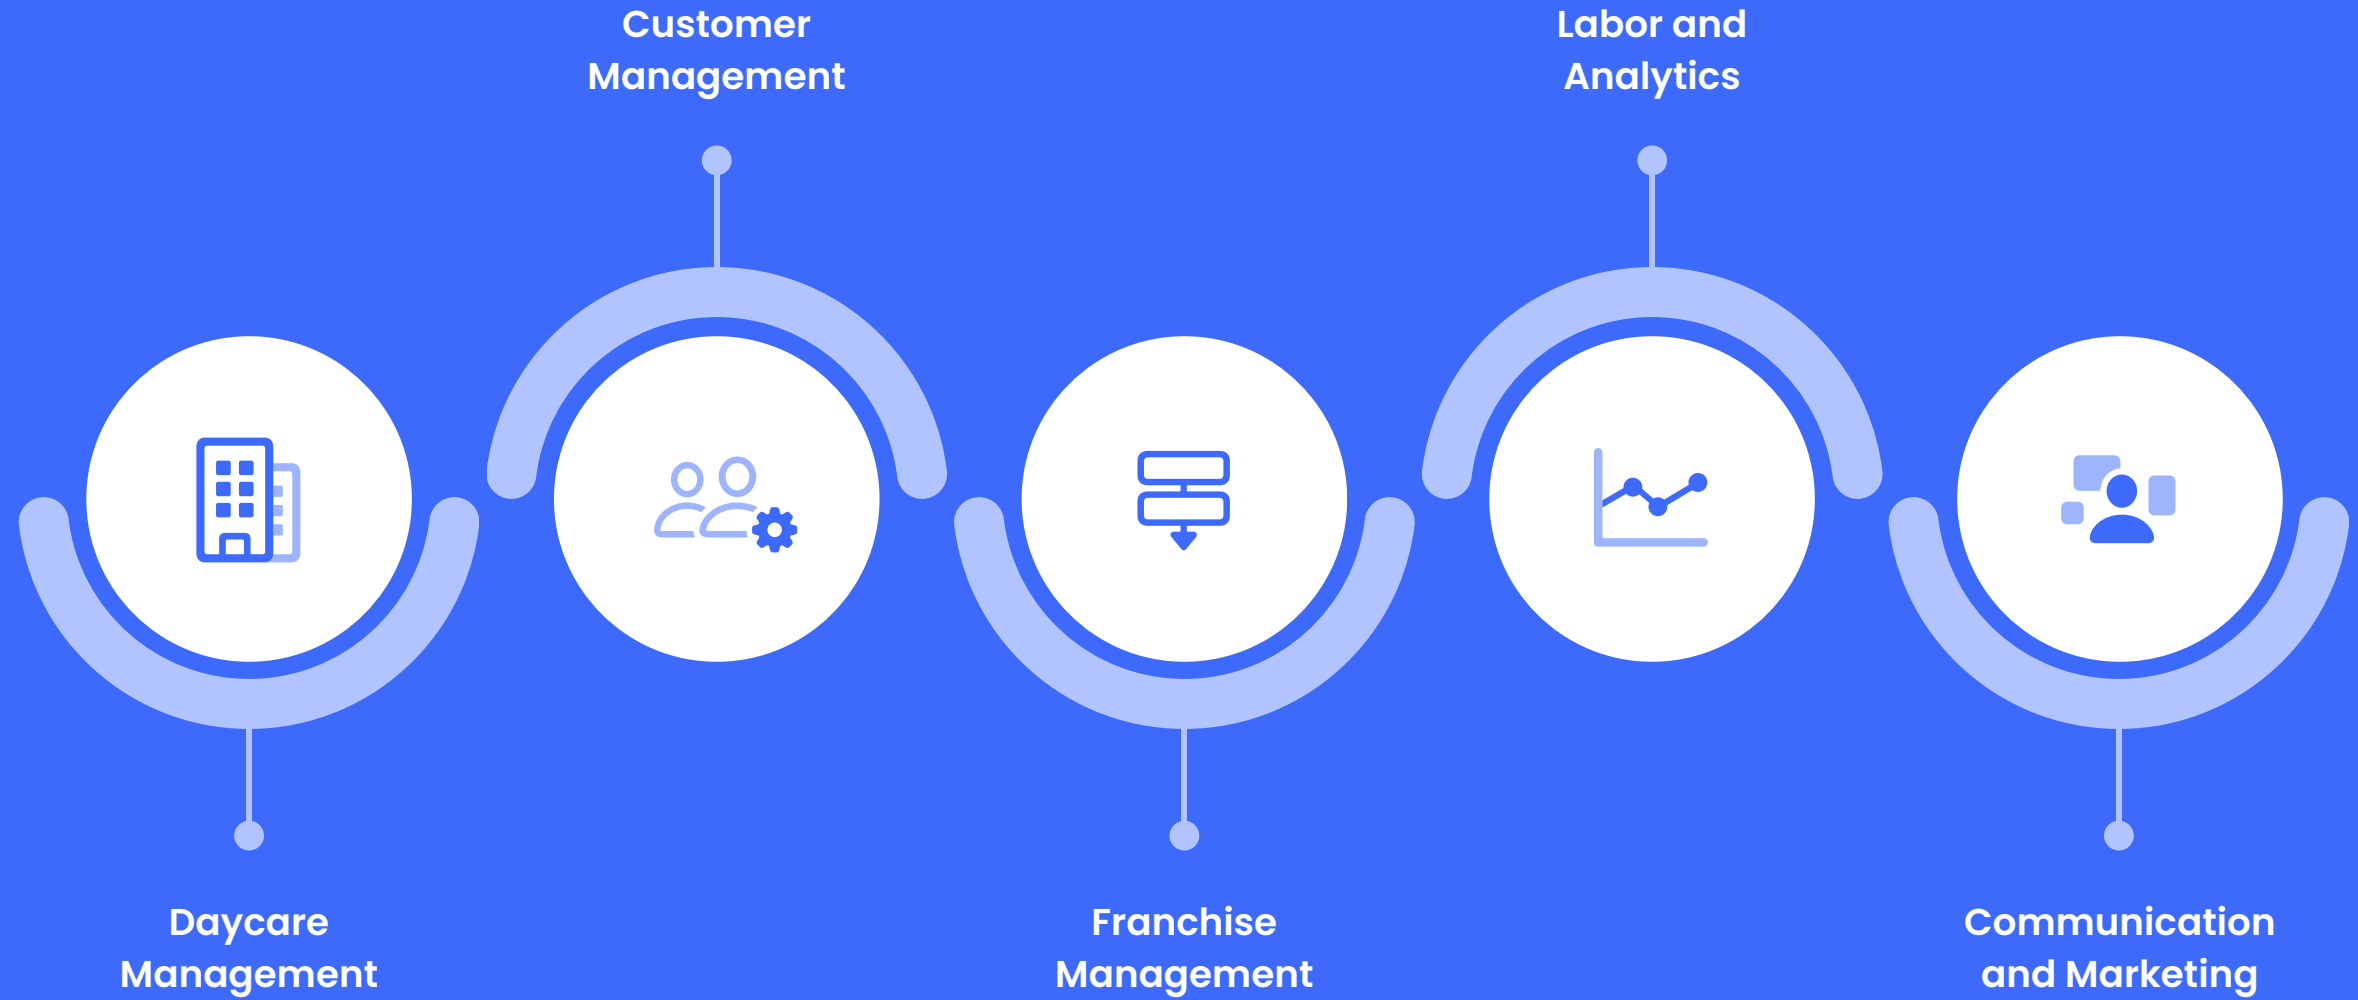 Customer
Management
Labor and
Analytics
Daycare
Management
Franchise
Management
Communication
and Marketing